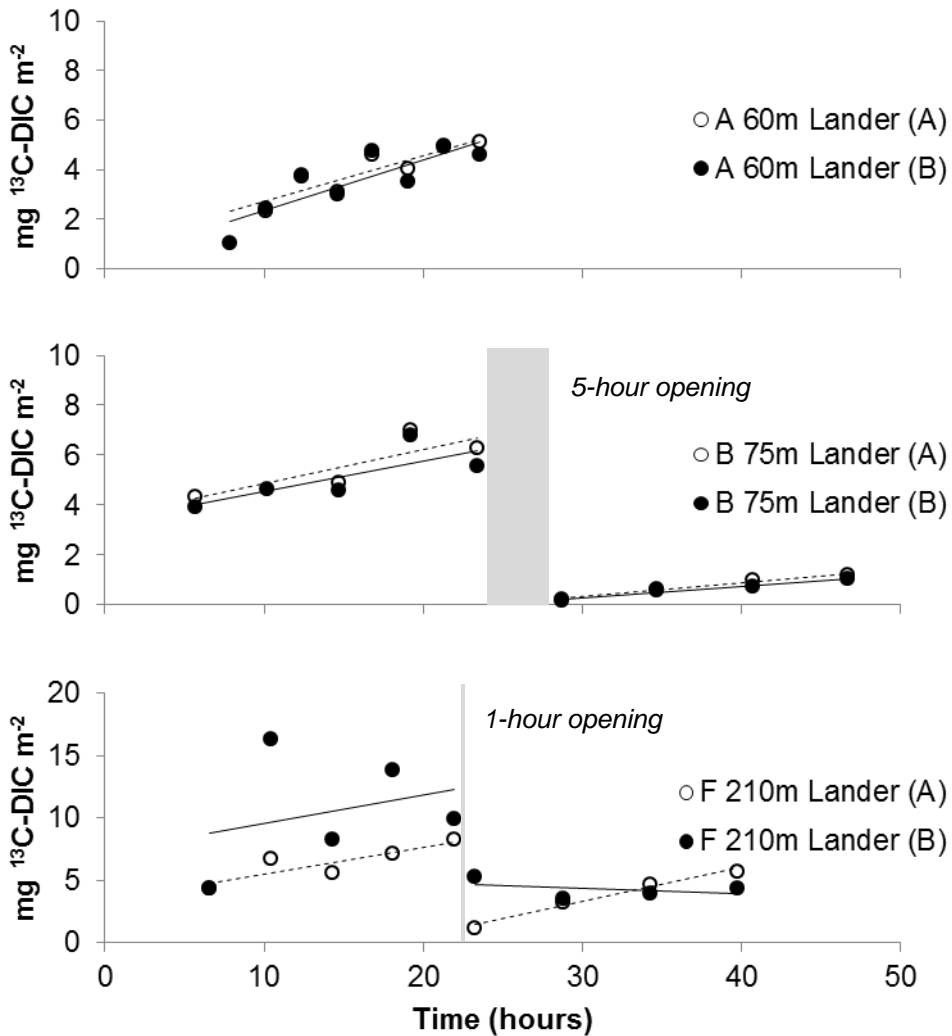 10
8
6
4
2
0
mg ¹³C-DIC m⁻²
A 60m Lander (A)
A 60m Lander (B)
10
8
6
4
2
0
mg ¹³C-DIC m⁻²
5-hour opening
B 75m Lander (A)
B 75m Lander (B)
20
15
10
5
0
mg ¹³C-DIC m⁻²
1-hour opening
F 210m Lander (A)
F 210m Lander (B)
0 10 20 30 40 50
Time (hours)